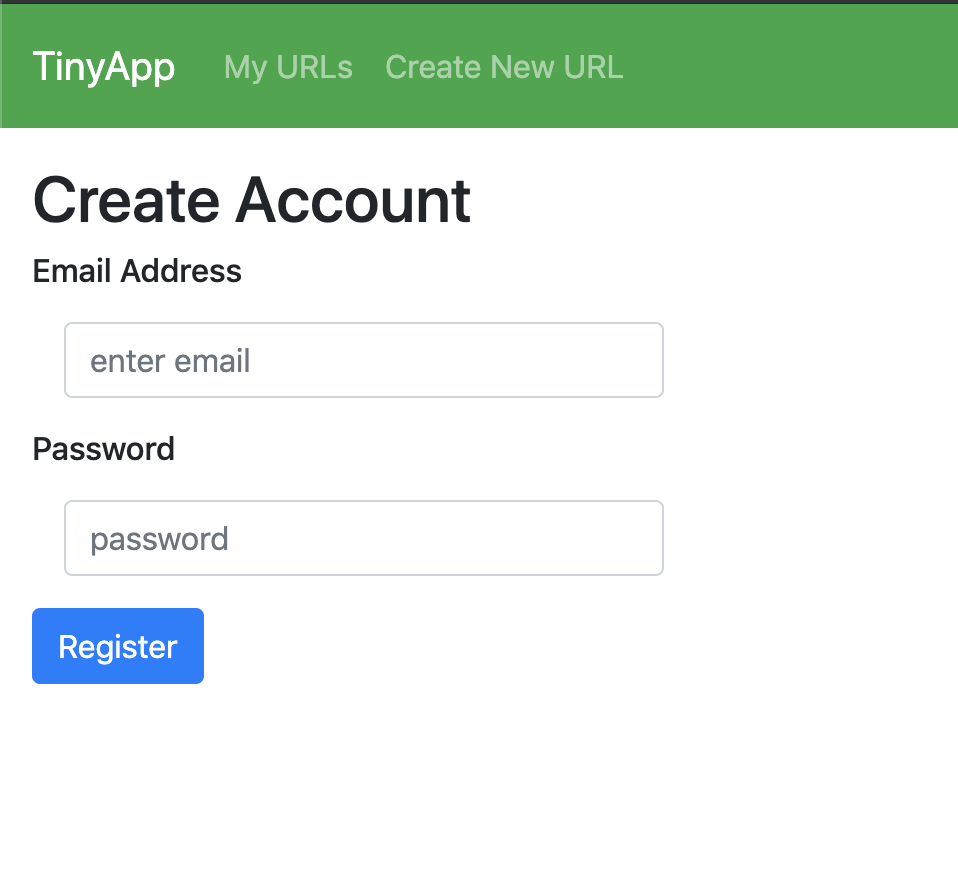 TinyApp My URLs Create New URL
Create Account
Email Address
enter email
Password
password
Register